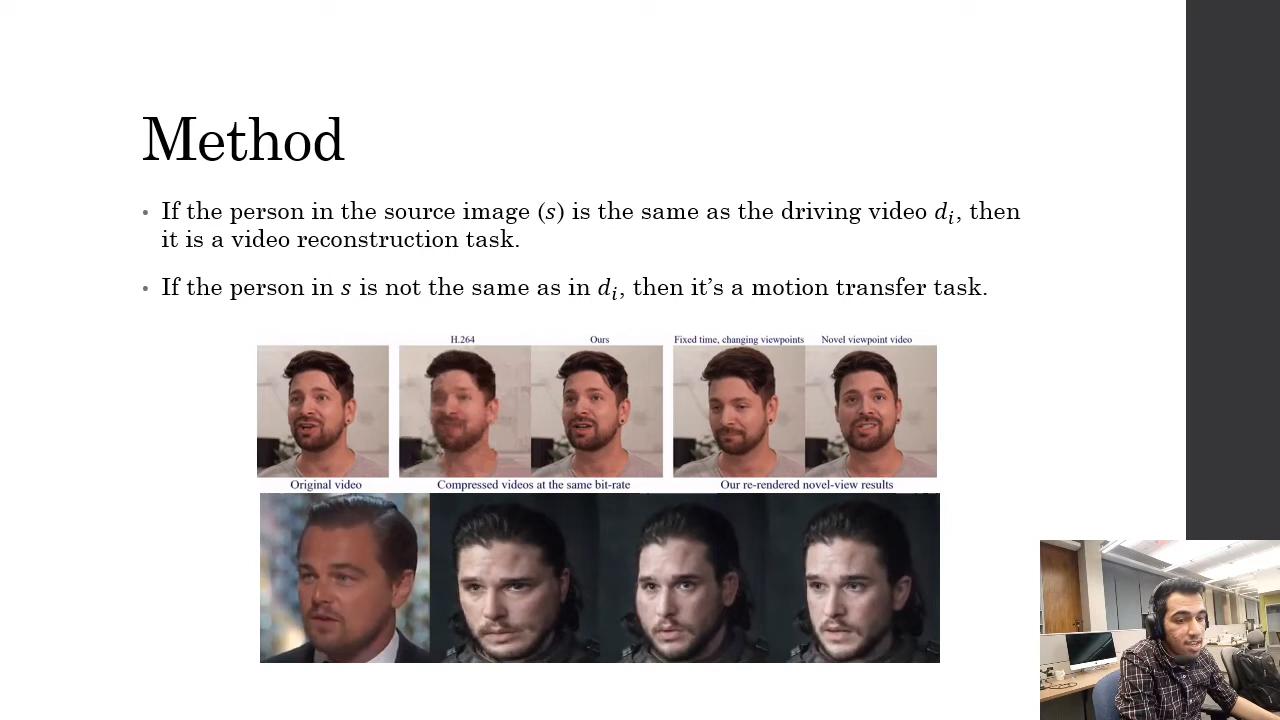 Method
• If the person in the source image (s) is the same as the driving video dᵢ, then
it is a video reconstruction task.
• If the person in s is not the same as in dᵢ, then it’s a motion transfer task.
H.264
Ours
Fixed time, changing viewpoints
Novel viewpoint video
Original video
Compressed videos at the same bit-rate
Our re-rendered novel-view results